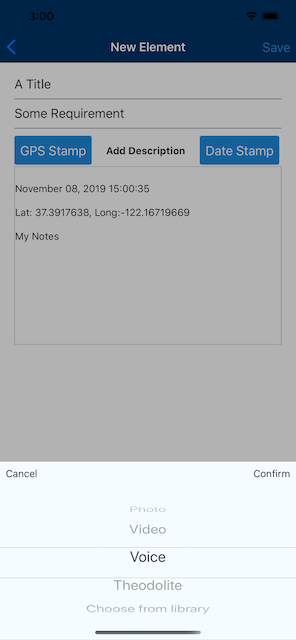 3:00
New Element
Save
A Title
Some Requirement
GPS Stamp
Add Description
Date Stamp
November 08, 2019 15:00:35
Lat: 37.3917638, Long:-122.16719669
My Notes
Cancel
Confirm
Photo
Video
Voice
Theodolite
Choose from library